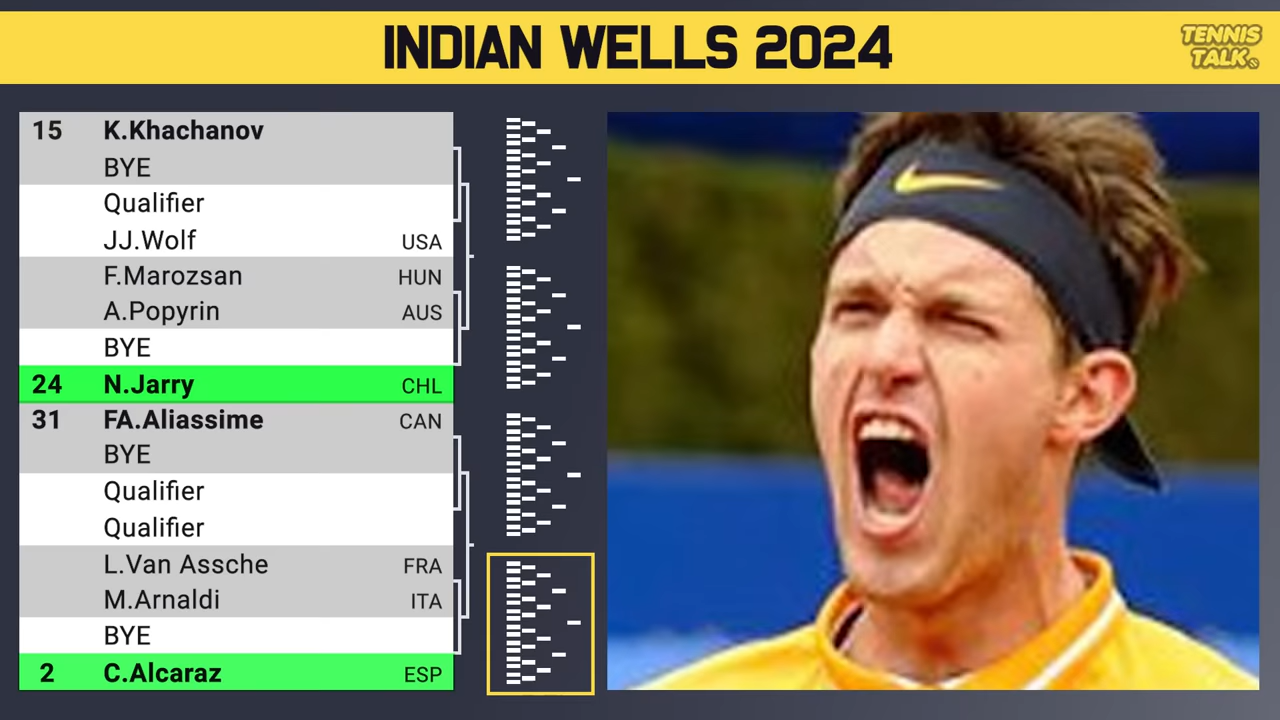 INDIAN WELLS 2024
TENNIS
TALK
15 K.Khachanov
BYE
Qualifier
JJ.Wolf USA
F.Marozsan HUN
A.Popyrin AUS
BYE
24 N.Jarry CHL
31 FA.Aliassime CAN
BYE
Qualifier
Qualifier
L.Van Assche FRA
M.Arnaldi ITA
BYE
2 C.Alcaraz ESP